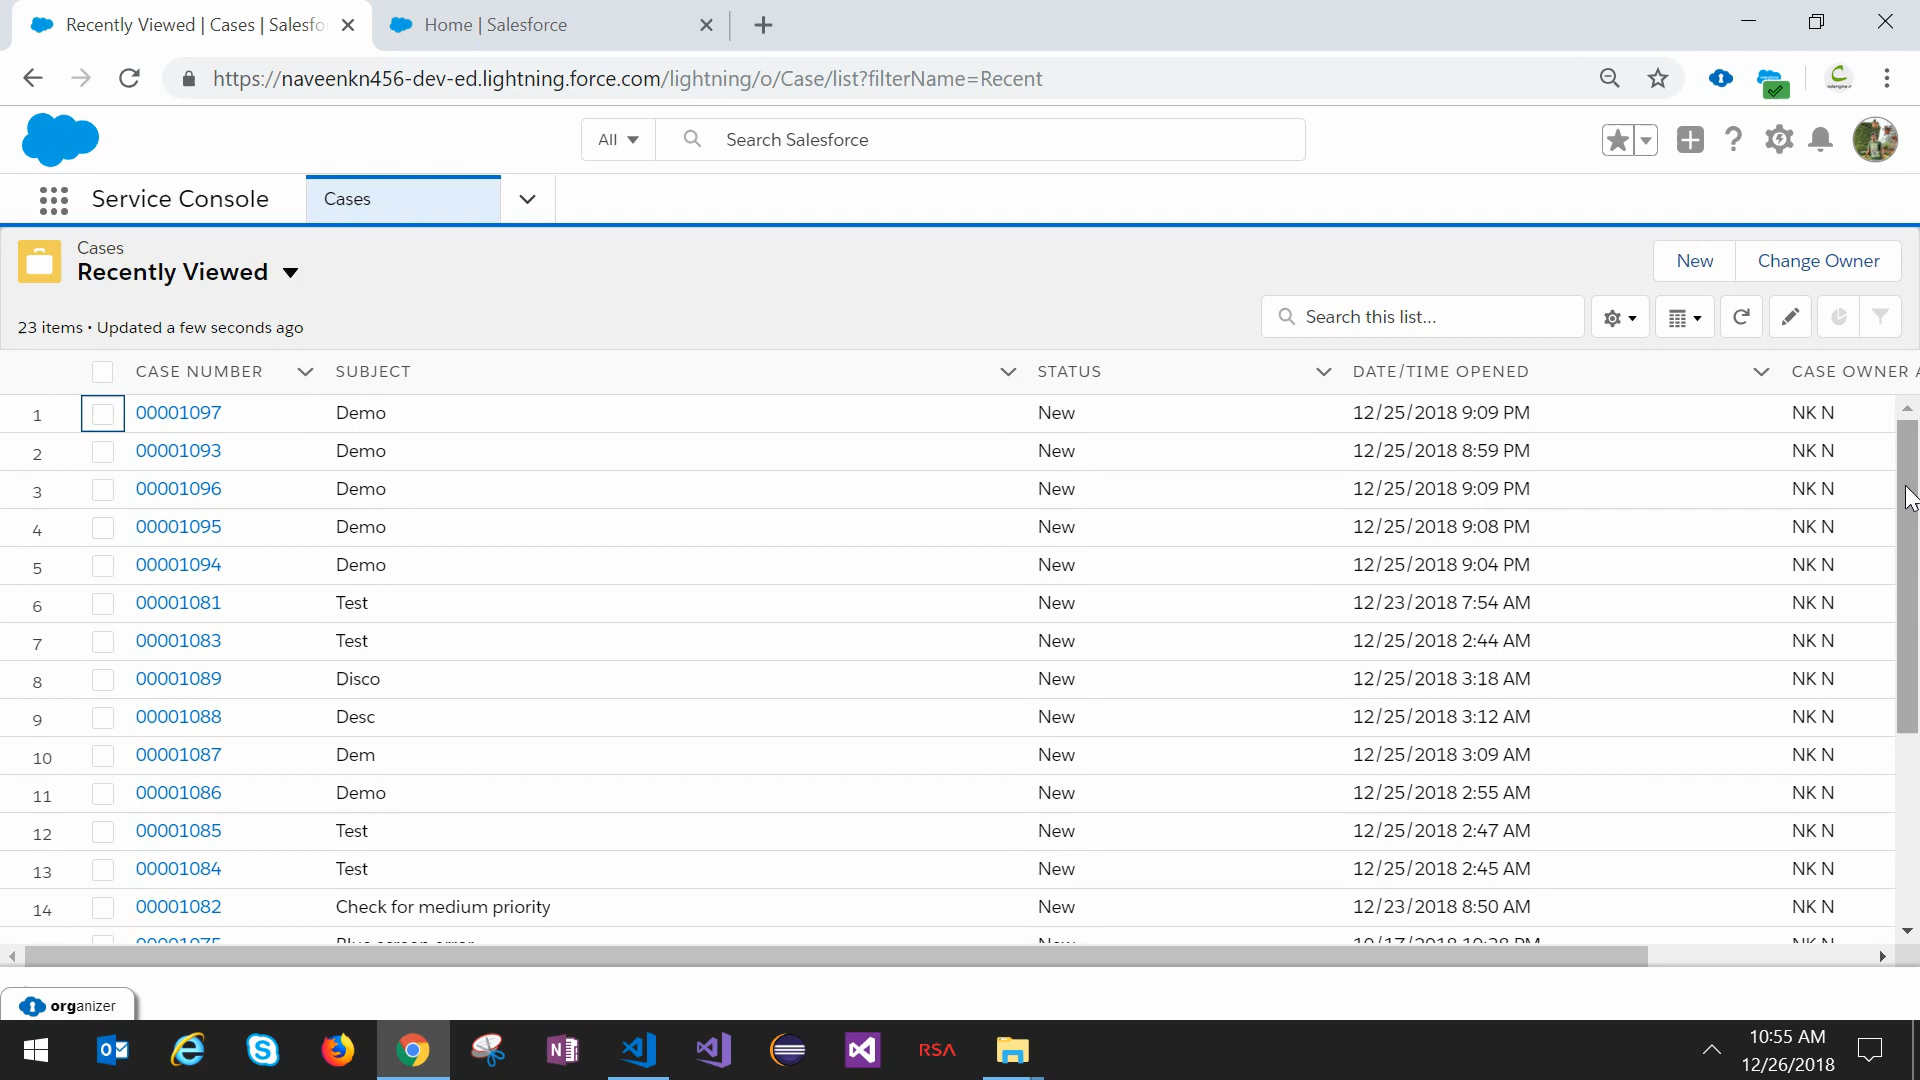 Recently Viewed | Cases | Salesfo
Home | Salesforce
https://naveenkn456-dev-ed.lightning.force.com/lightning/o/Case/list?filterName=Recent
All
Search Salesforce
Service Console
Cases
Cases
Recently Viewed
New
Change Owner
23 items • Updated a few seconds ago
Search this list...
CASE NUMBER SUBJECT STATUS DATE/TIME OPENED CASE OWNER A
1 00001097 Demo New 12/25/2018 9:09 PM NK N
2 00001093 Demo New 12/25/2018 8:59 PM NK N
3 00001096 Demo New 12/25/2018 9:09 PM NK N
4 00001095 Demo New 12/25/2018 9:08 PM NK N
5 00001094 Demo New 12/25/2018 9:04 PM NK N
6 00001081 Test New 12/23/2018 7:54 AM NK N
7 00001083 Test New 12/25/2018 2:44 AM NK N
8 00001089 Disco New 12/25/2018 3:18 AM NK N
9 00001088 Desc New 12/25/2018 3:12 AM NK N
10 00001087 Dem New 12/25/2018 3:09 AM NK N
11 00001086 Demo New 12/25/2018 2:55 AM NK N
12 00001085 Test New 12/25/2018 2:47 AM NK N
13 00001084 Test New 12/25/2018 2:45 AM NK N
14 00001082 Check for medium priority New 12/23/2018 8:50 AM NK N
organizer
RSA
10:55 AM
12/26/2018